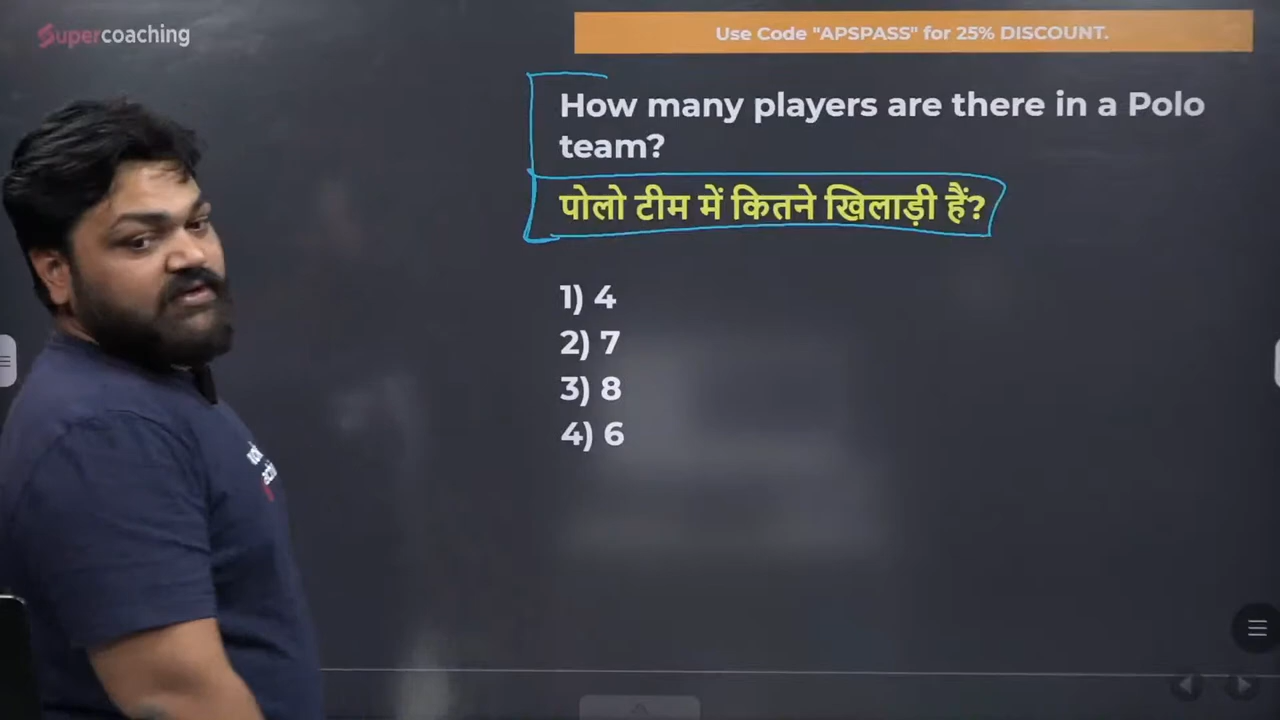 Supercoaching
Use Code "APSPASS" for 25% DISCOUNT.
How many players are there in a Polo
team?
पोलो टीम में कितने खिलाड़ी हैं?
1) 4
2) 7
3) 8
4) 6